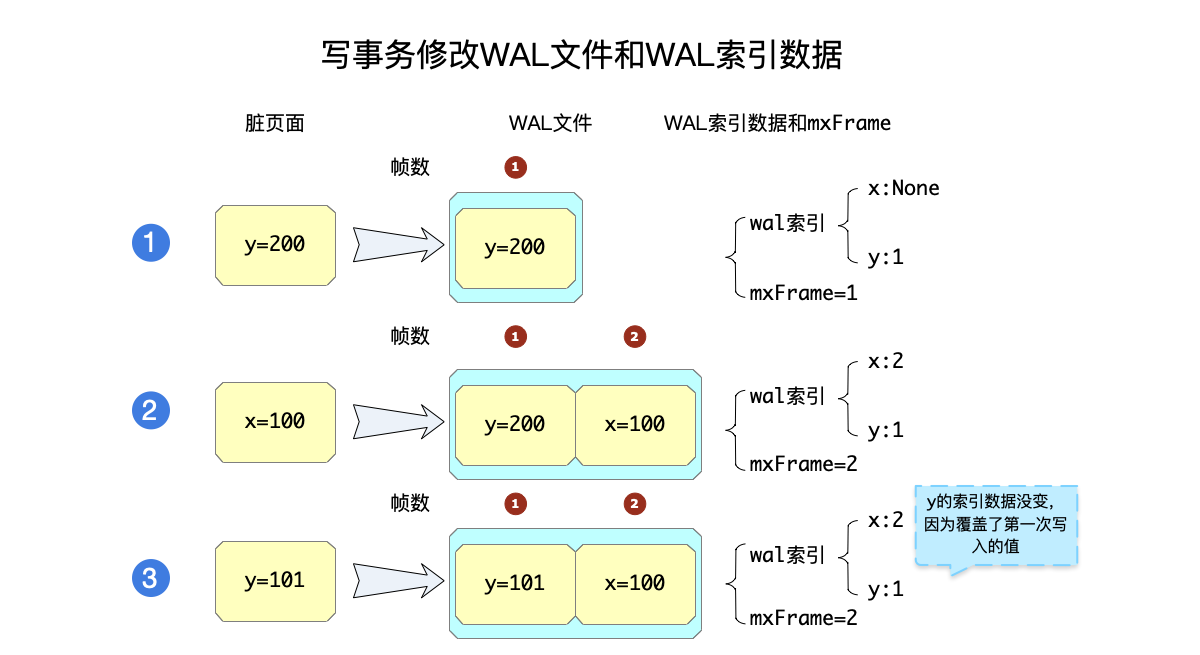 写事务修改WAL文件和WAL索引数据
脏页面
WAL文件
WAL索引数据和mxFrame
帧数
1
x:None
1
y=200
y=200
wal索引
y:1
mxFrame=1
帧数
1
2
x:2
2
x=100
y=200
x=100
wal索引
y:1
mxFrame=2
帧数
1
2
y的索引数据没变,
因为覆盖了第一次写
入的值
x:2
3
y=101
y=101
x=100
wal索引
y:1
mxFrame=2